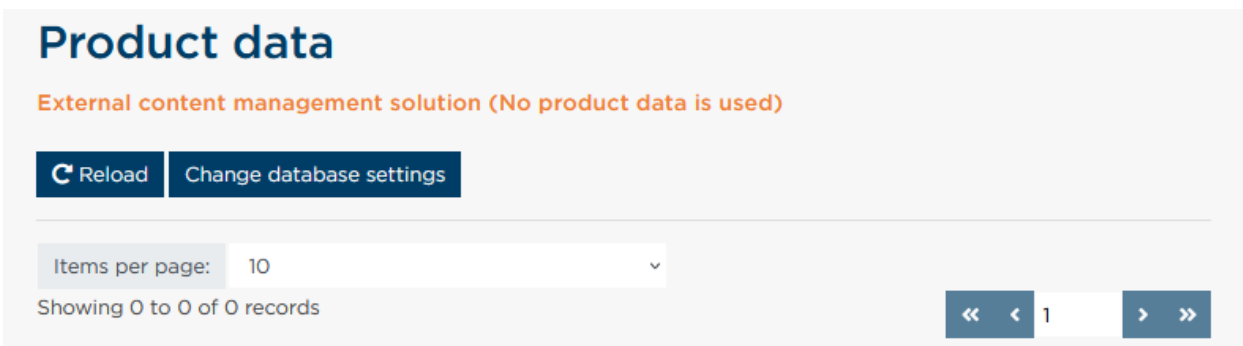 Product data
External content management solution (No product data is used)
Reload Change database settings
Items per page: 10
Showing 0 to 0 of 0 records
« ‹ 1 › »